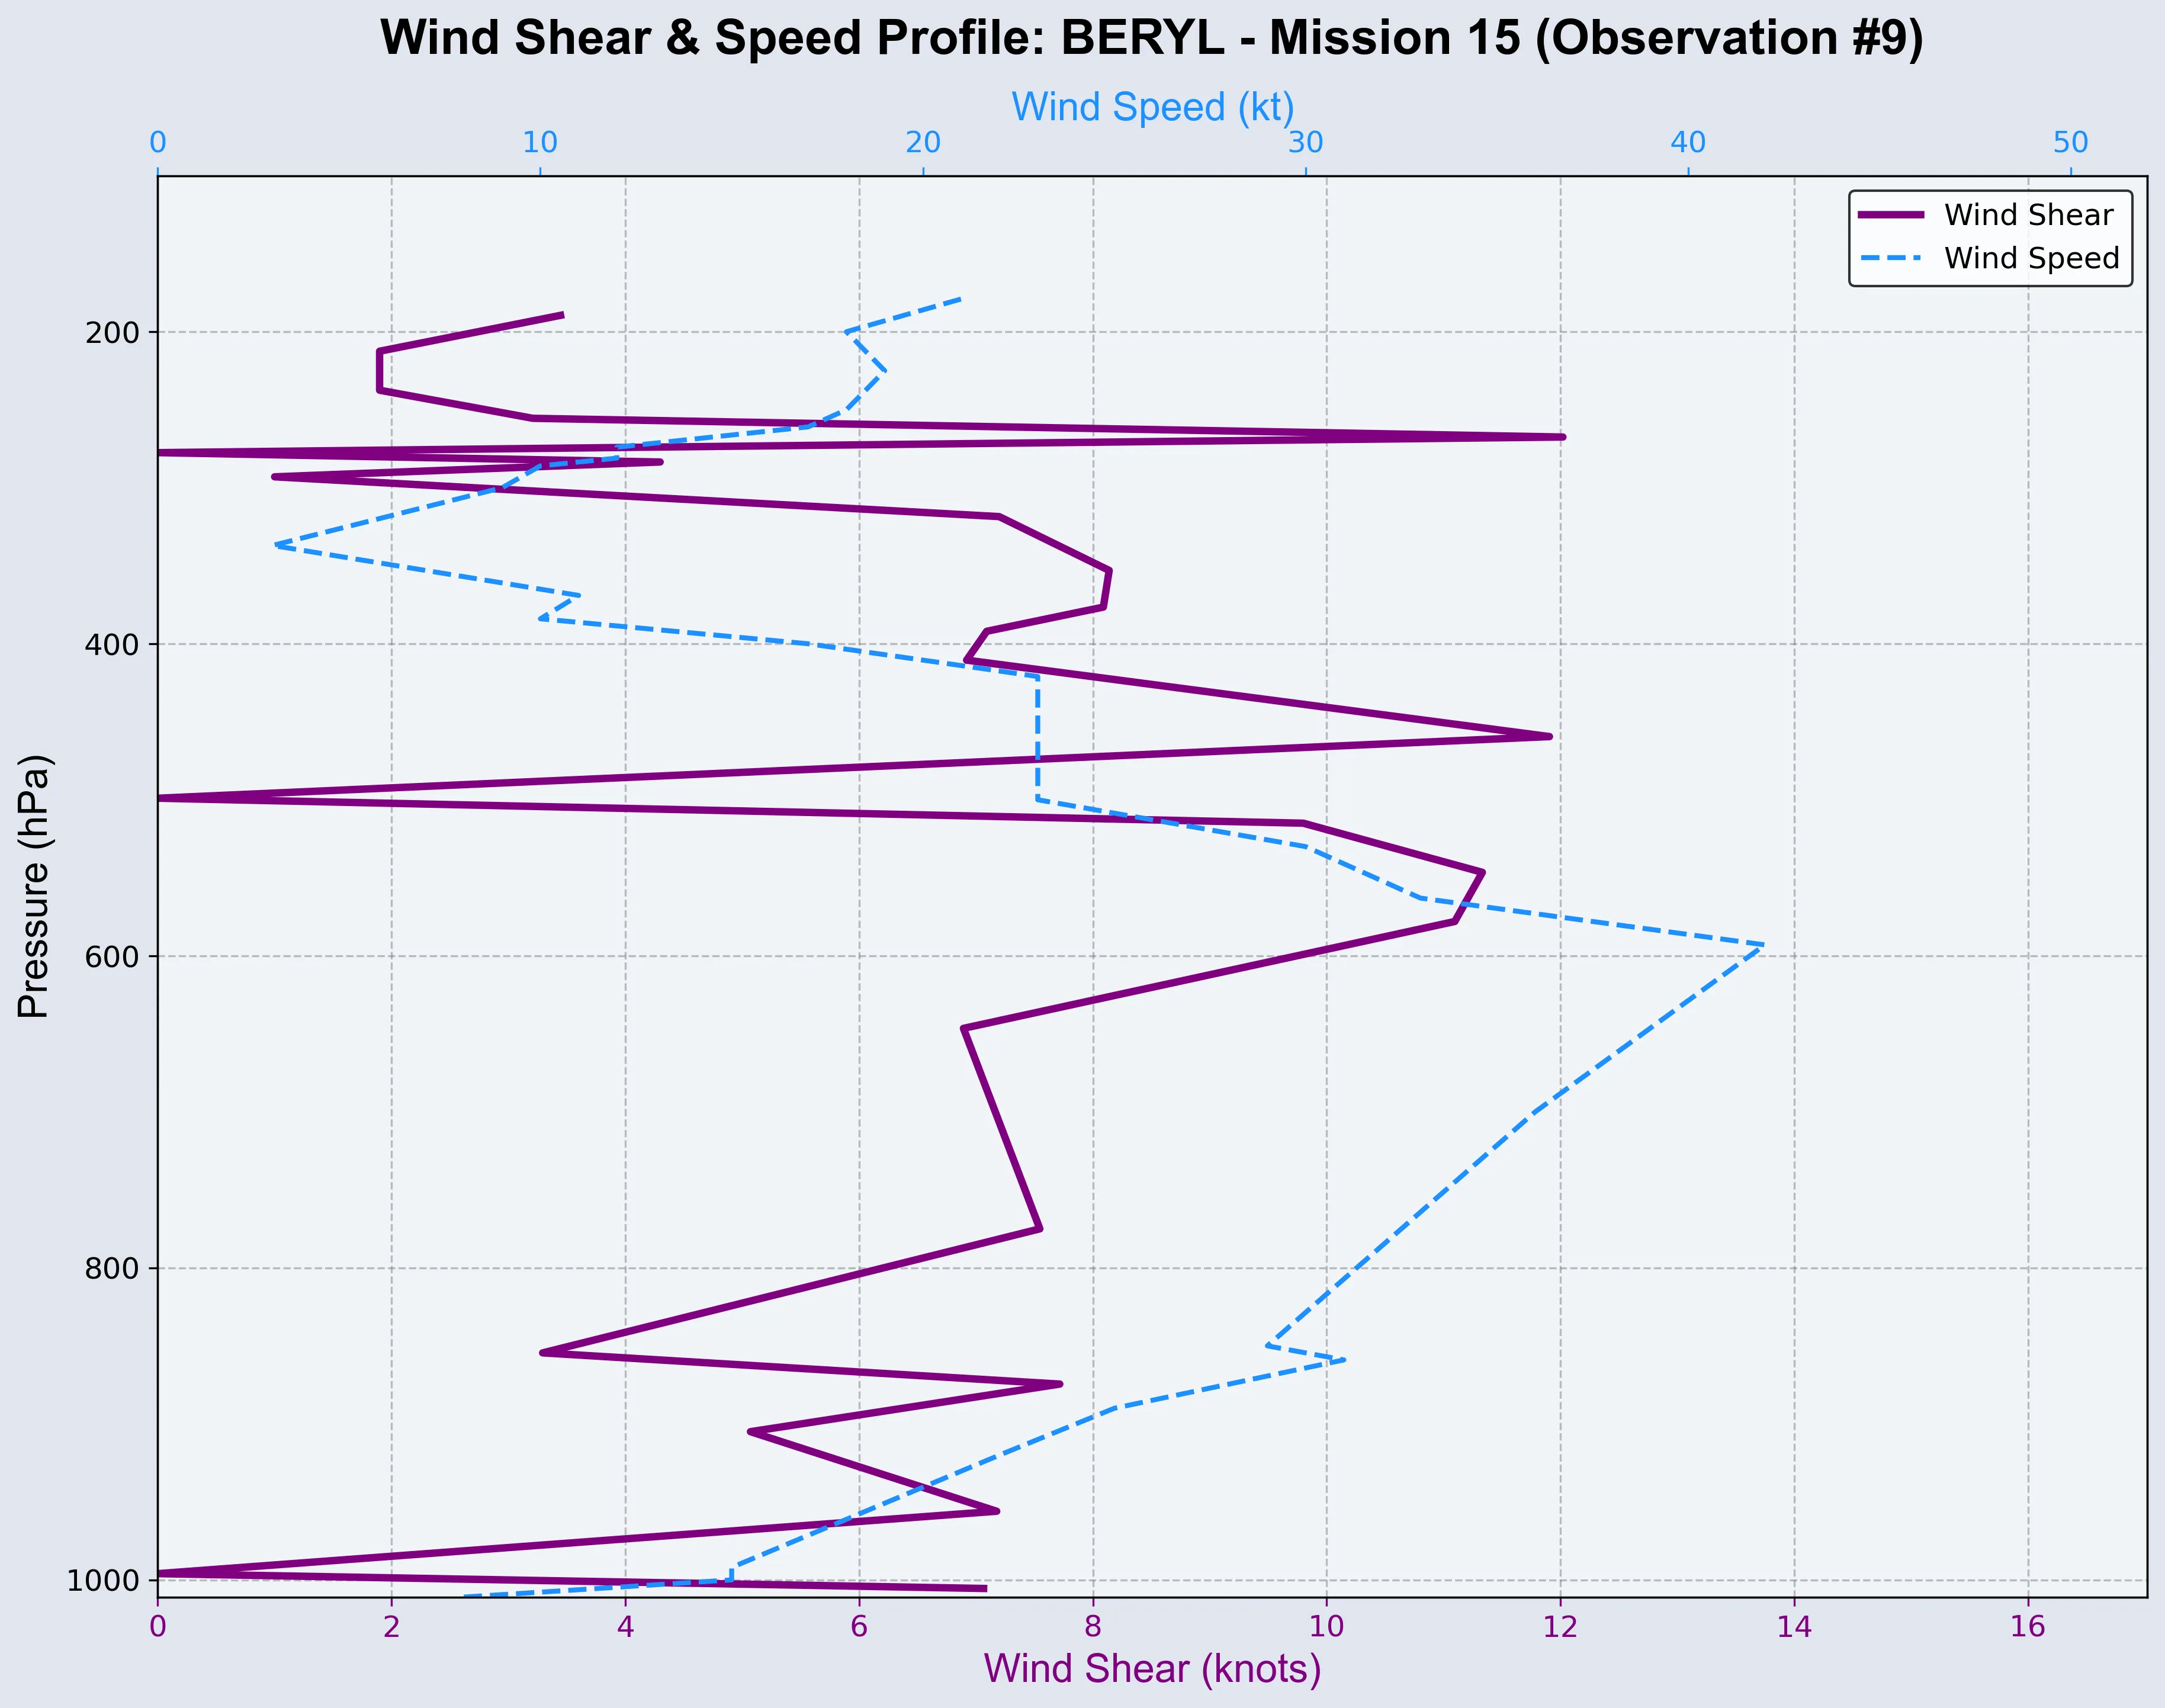 Wind Shear & Speed Profile: BERYL - Mission 15 (Observation #9)
Wind Speed (kt)
0 10 20 30 40 50
Wind Shear
Wind Speed
200
400
600
800
1000
Pressure (hPa)
0 2 4 6 8 10 12 14 16
Wind Shear (knots)